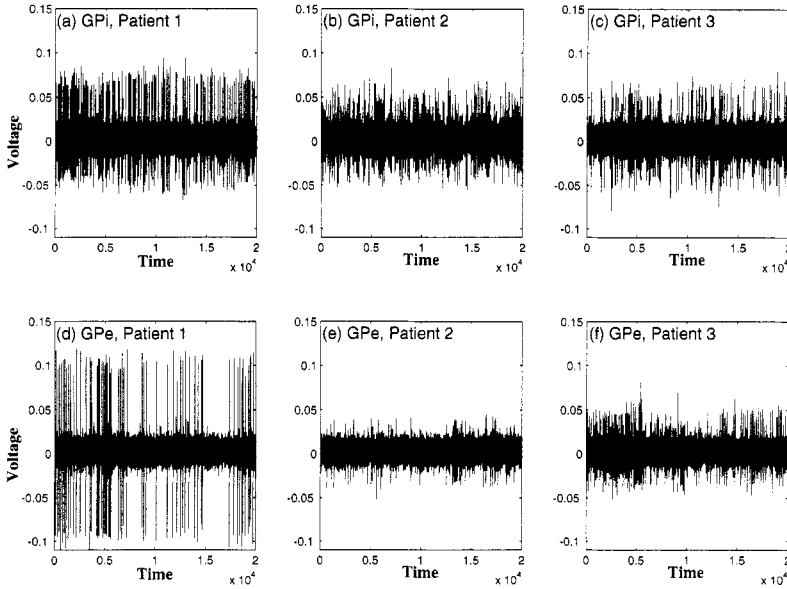 (a) GPi, Patient 1
0.15
0.1
0.05
0
-0.05
-0.1
Voltage
0 0.5 1 1.5 2
Time
x 10^4
(b) GPi, Patient 2
0.15
0.1
0.05
0
-0.05
-0.1
0 0.5 1 1.5 2
Time
x 10^4
(c) GPi, Patient 3
0.15
0.1
0.05
0
-0.05
-0.1
0 0.5 1 1.5 2
Time
x 10^4
(d) GPe, Patient 1
0.15
0.1
0.05
0
-0.05
-0.1
Voltage
0 0.5 1 1.5 2
Time
x 10^4
(e) GPe, Patient 2
0.15
0.1
0.05
0
-0.05
-0.1
0 0.5 1 1.5 2
Time
x 10^4
(f) GPe, Patient 3
0.15
0.1
0.05
0
-0.05
-0.1
0 0.5 1 1.5 2
Time
x 10^4